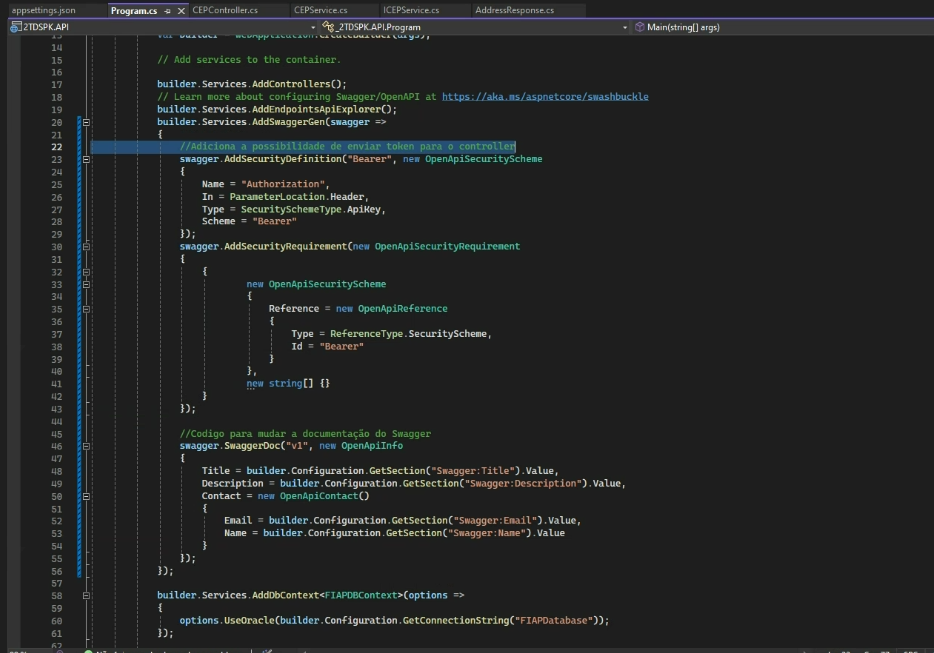 appsettings.json Program.cs CEPController.cs CEPService.cs ICEPService.cs AddressResponse.cs
2TDSPK.API _2TDSPK.API.Program Main(string[] args)
13 var builder = WebApplication.CreateBuilder(args);
14
15 // Add services to the container.
16
17 builder.Services.AddControllers();
18 // Learn more about configuring Swagger/OpenAPI at https://aka.ms/aspnetcore/swashbuckle
19 builder.Services.AddEndpointsApiExplorer();
20 builder.Services.AddSwaggerGen(swagger =>
21 {
22 //Adiciona a possibilidade de enviar token para o controller
23 swagger.AddSecurityDefinition("Bearer", new OpenApiSecurityScheme
24 {
25 Name = "Authorization",
26 In = ParameterLocation.Header,
27 Type = SecuritySchemeType.ApiKey,
28 Scheme = "Bearer"
29 });
30 swagger.AddSecurityRequirement(new OpenApiSecurityRequirement
31 {
32 {
33 new OpenApiSecurityScheme
34 {
35 Reference = new OpenApiReference
36 {
37 Type = ReferenceType.SecurityScheme,
38 Id = "Bearer"
39 }
40 },
41 new string[] {}
42 }
43 });
44
45 //Codigo para mudar a documentação do Swagger
46 swagger.SwaggerDoc("v1", new OpenApiInfo
47 {
48 Title = builder.Configuration.GetSection("Swagger:Title").Value,
49 Description = builder.Configuration.GetSection("Swagger:Description").Value,
50 Contact = new OpenApiContact()
51 {
52 Email = builder.Configuration.GetSection("Swagger:Email").Value,
53 Name = builder.Configuration.GetSection("Swagger:Name").Value
54 }
55 });
56 });
57
58 builder.Services.AddDbContext<FIAPDBContext>(options =>
59 {
60 options.UseOracle(builder.Configuration.GetConnectionString("FIAPDatabase"));
61 });
62